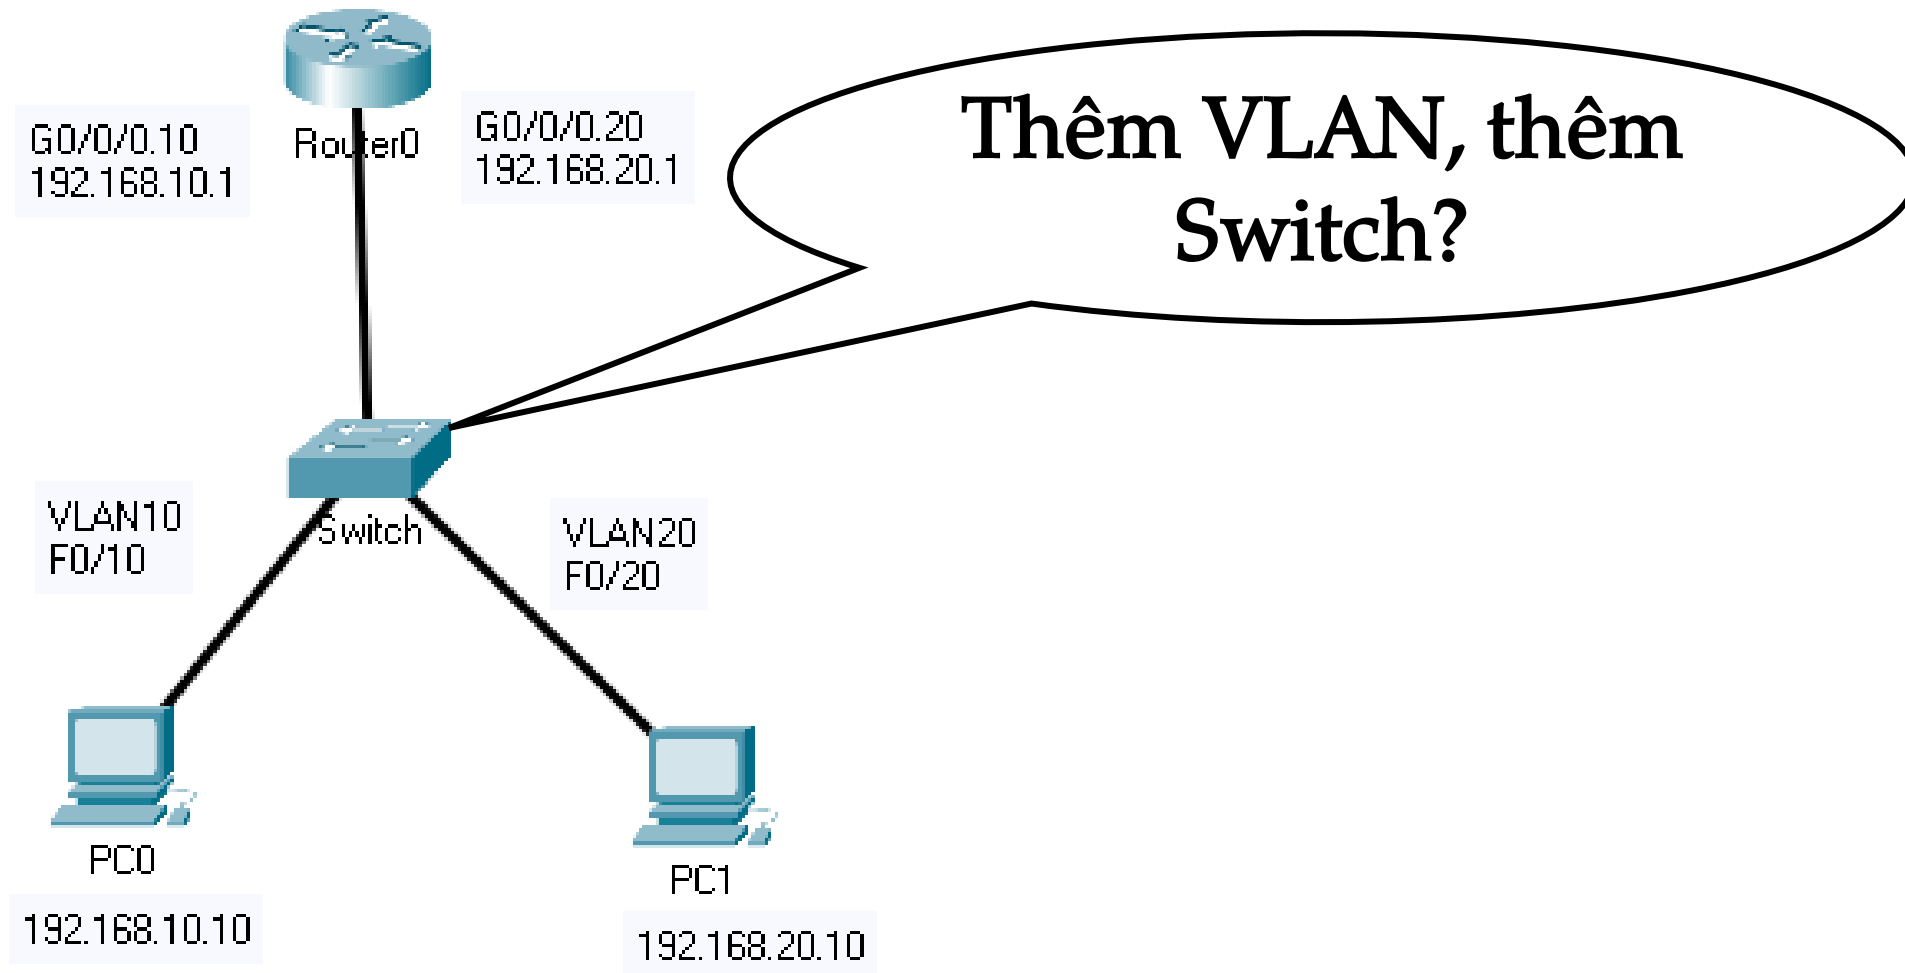 G0/0/0.10
192.168.10.1
Router0
G0/0/0.20
192.168.20.1
Thêm VLAN, thêm
Switch?
VLAN10
F0/10
Switch
VLAN20
F0/20
PC0
192.168.10.10
PC1
192.168.20.10